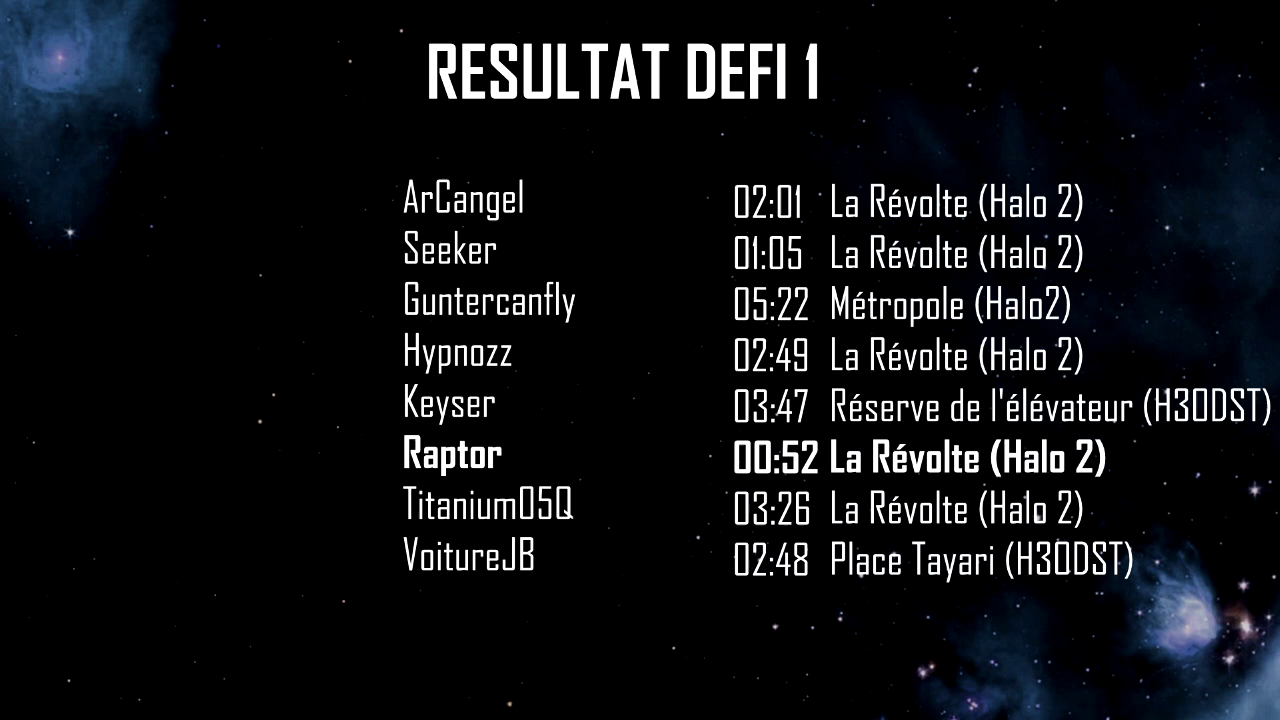 RESULTAT DEFI 1
ArCangel 02:01 La Révolte (Halo 2)
Seeker 01:05 La Révolte (Halo 2)
Guntercanfly 05:22 Métropole (Halo2)
Hypnozz 02:49 La Révolte (Halo 2)
Keyser 03:47 Réserve de l'élévateur (H3ODST)
Raptor 00:52 La Révolte (Halo 2)
Titanium05Q 03:26 La Révolte (Halo 2)
VoitureJB 02:48 Place Tayari (H3ODST)